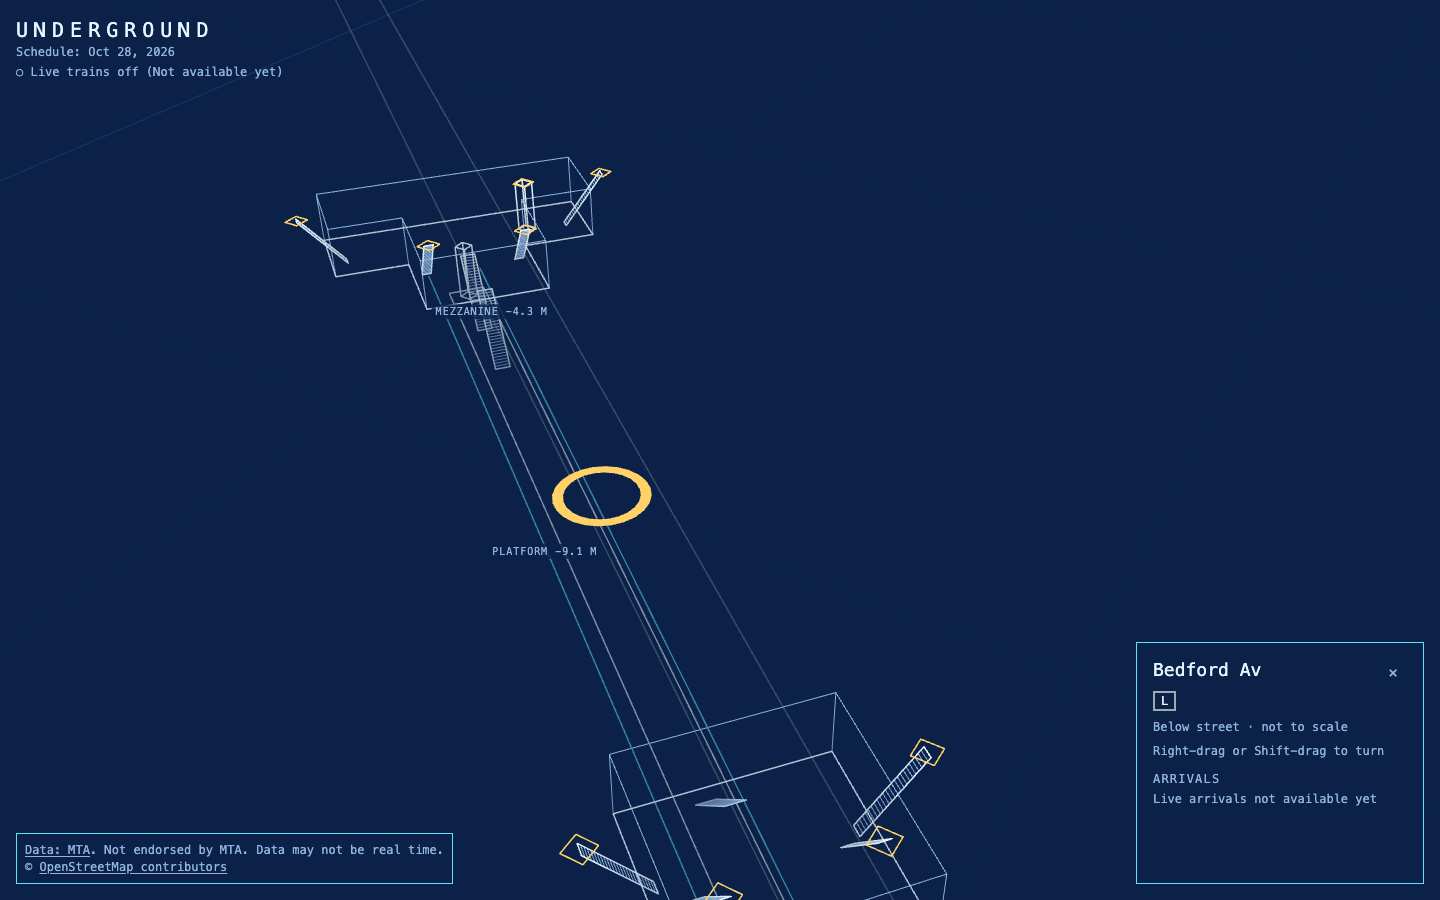 UNDERGROUND
Schedule: Oct 28, 2026
○ Live trains off (Not available yet)
MEZZANINE −4.3 M
PLATFORM −9.1 M
Bedford Av ×
L
Below street · not to scale
Right-drag or Shift-drag to turn
ARRIVALS
Live arrivals not available yet
Data: MTA. Not endorsed by MTA. Data may not be real time.
© OpenStreetMap contributors